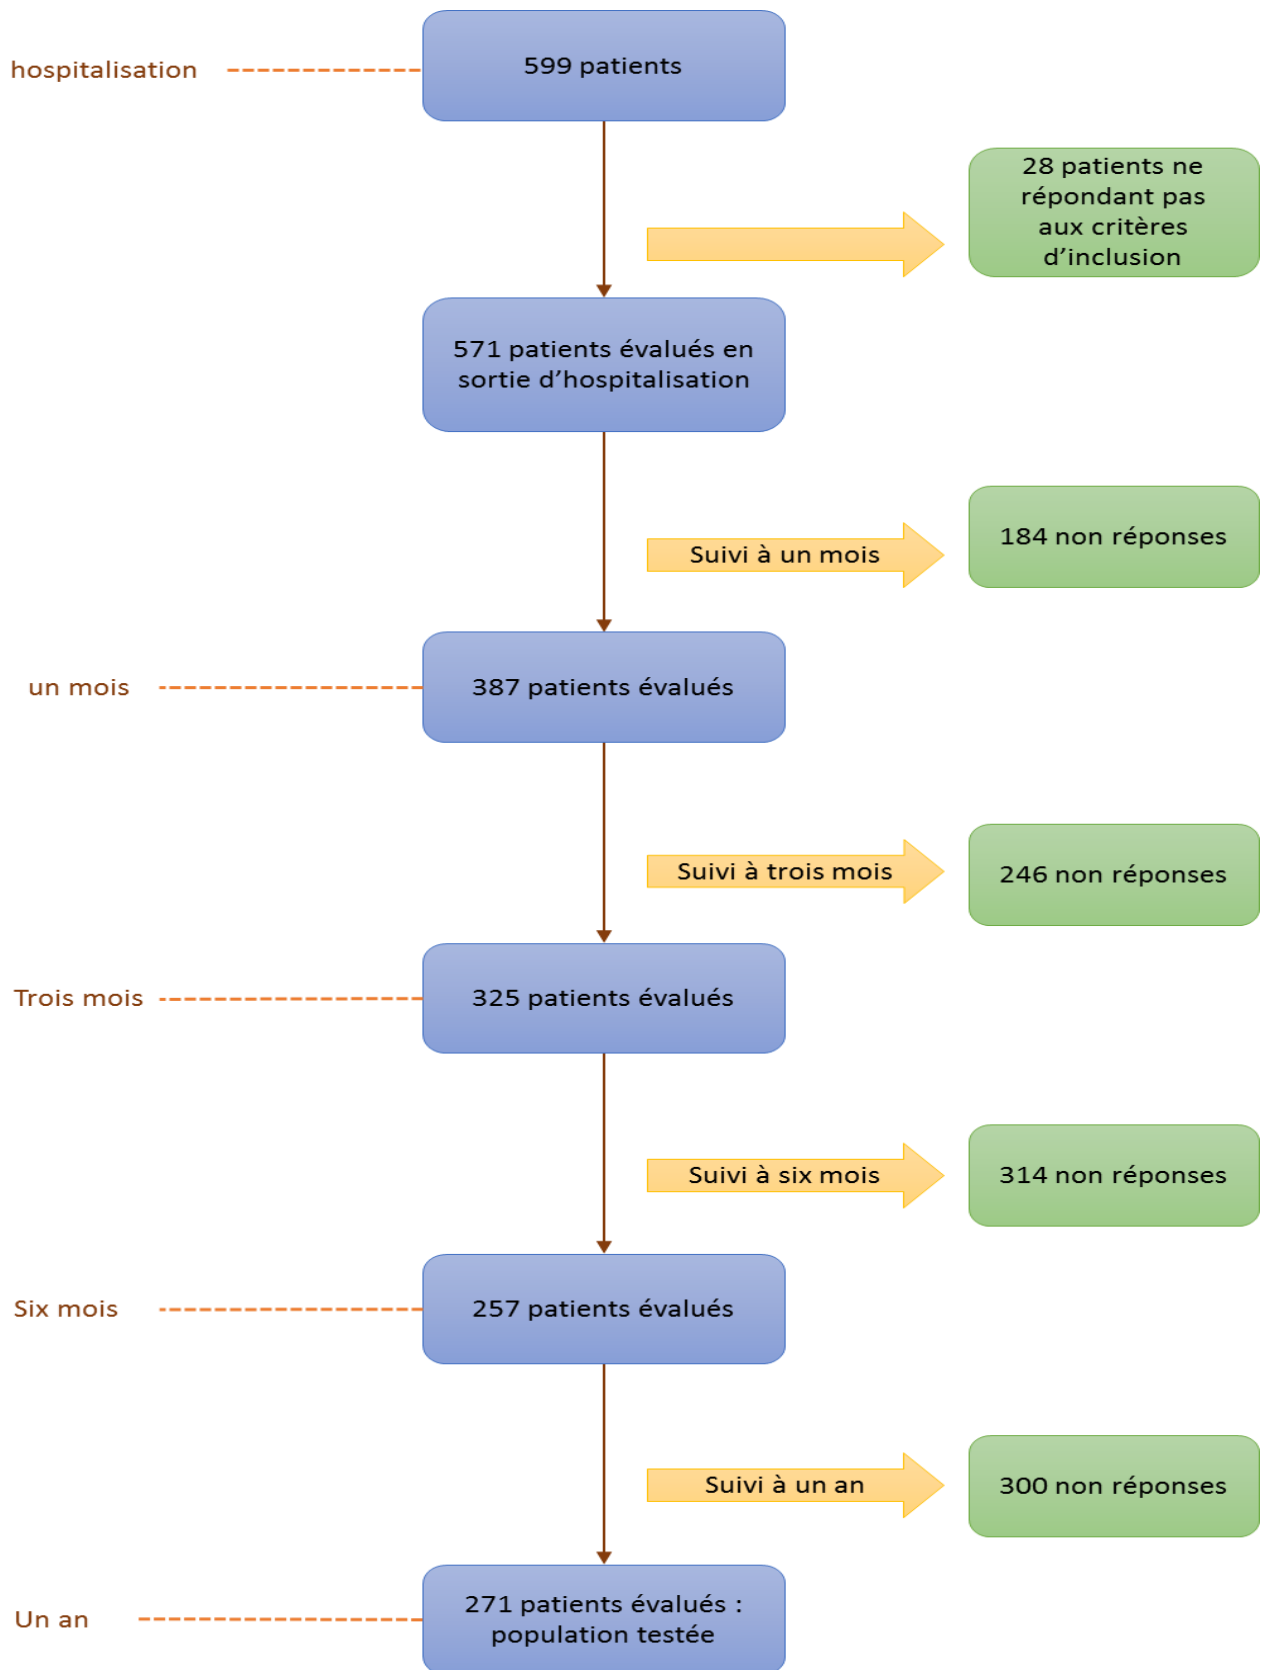 hospitalisation
599 patients
28 patients ne
répondant pas
aux critères
d’inclusion
571 patients évalués en
sortie d’hospitalisation
Suivi à un mois
184 non réponses
un mois
387 patients évalués
Suivi à trois mois
246 non réponses
Trois mois
325 patients évalués
Suivi à six mois
314 non réponses
Six mois
257 patients évalués
Suivi à un an
300 non réponses
Un an
271 patients évalués :
population testée